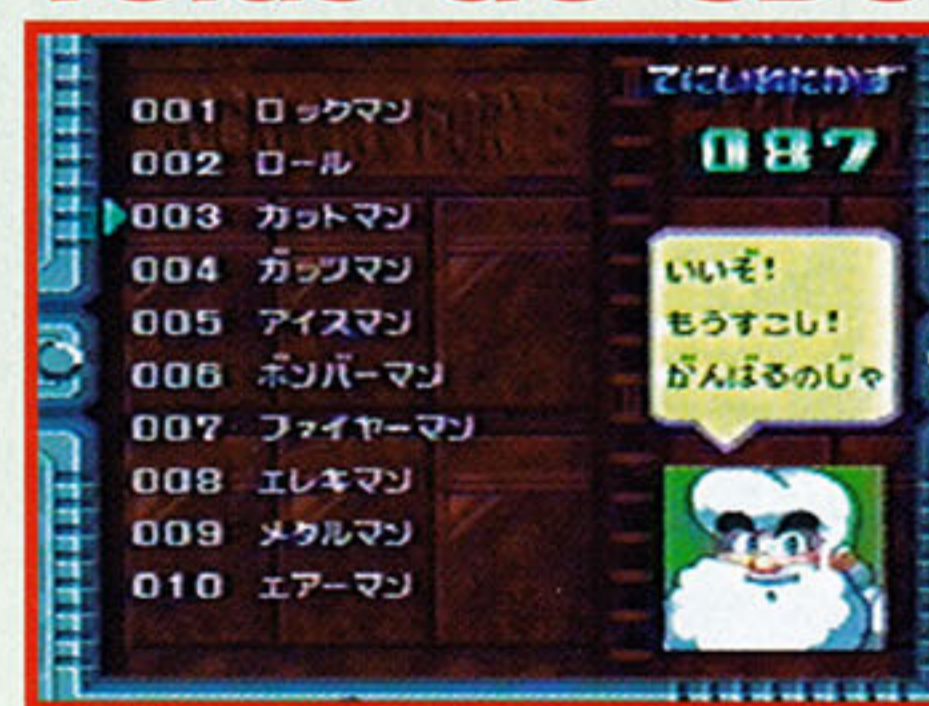 001 ロックマン
002 ロール
003 カットマン
004 ガッツマン
005 アイスマン
006 ボンバーマン
007 ファイヤーマン
008 エレキマン
009 メタルマン
010 エアーマン
てにいれたかず
087
いいぞ!
もうすこし!
がんばるのじゃ